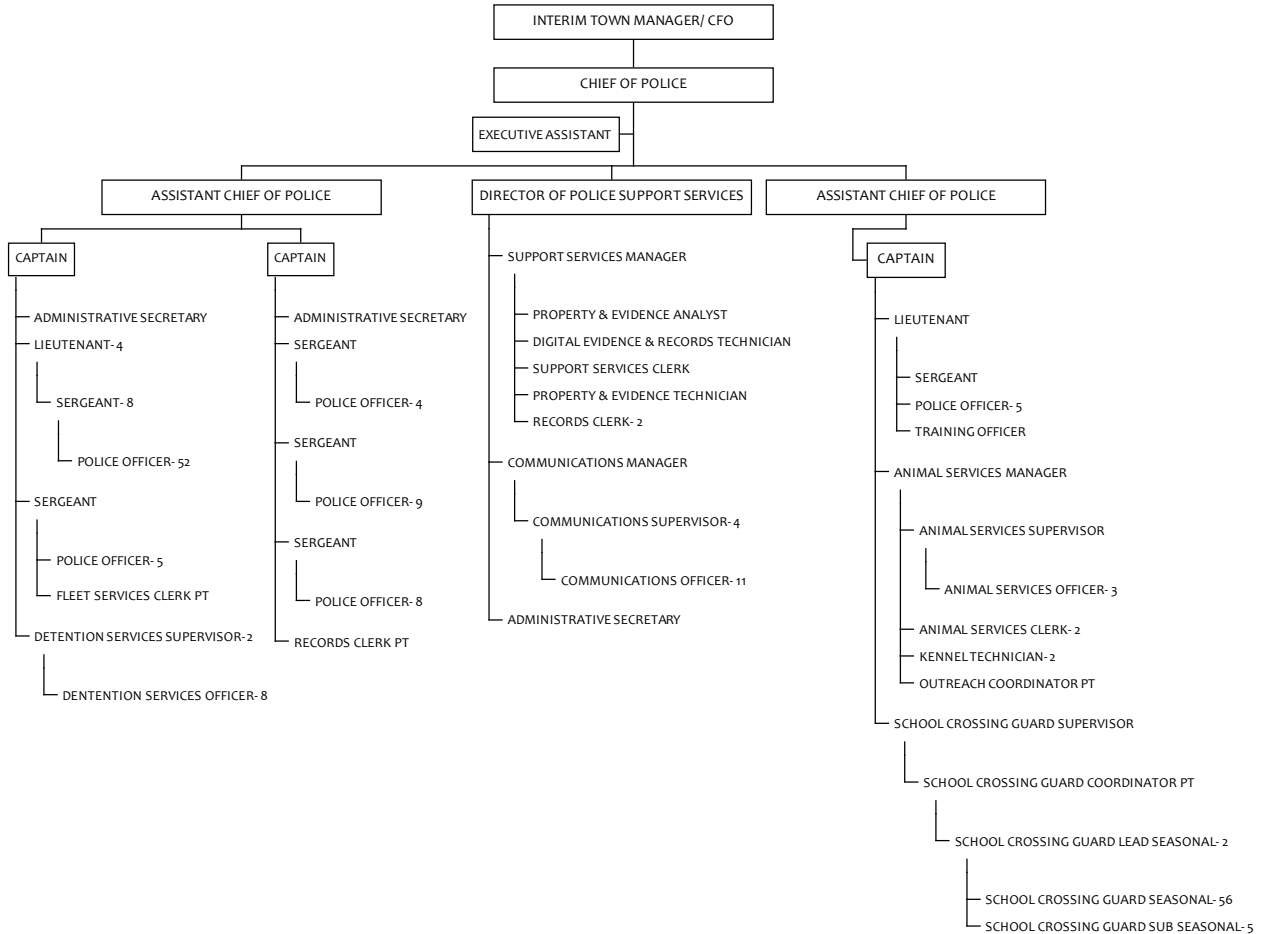 INTERIM TOWN MANAGER/ CFO
CHIEF OF POLICE
EXECUTIVE ASSISTANT
ASSISTANT CHIEF OF POLICE
CAPTAIN
ADMINISTRATIVE SECRETARY
LIEUTENANT- 4
SERGEANT- 8
POLICE OFFICER- 52
SERGEANT
POLICE OFFICER- 5
FLEET SERVICES CLERK PT
DETENTION SERVICES SUPERVISOR- 2
DENTENTION SERVICES OFFICER- 8
CAPTAIN
ADMINISTRATIVE SECRETARY
SERGEANT
POLICE OFFICER- 4
SERGEANT
POLICE OFFICER- 9
SERGEANT
POLICE OFFICER- 8
RECORDS CLERK PT
DIRECTOR OF POLICE SUPPORT SERVICES
SUPPORT SERVICES MANAGER
PROPERTY & EVIDENCE ANALYST
DIGITAL EVIDENCE & RECORDS TECHNICIAN
SUPPORT SERVICES CLERK
PROPERTY & EVIDENCE TECHNICIAN
RECORDS CLERK- 2
COMMUNICATIONS MANAGER
COMMUNICATIONS SUPERVISOR- 4
COMMUNICATIONS OFFICER- 11
ADMINISTRATIVE SECRETARY
ASSISTANT CHIEF OF POLICE
CAPTAIN
LIEUTENANT
SERGEANT
POLICE OFFICER- 5
TRAINING OFFICER
ANIMAL SERVICES MANAGER
ANIMAL SERVICES SUPERVISOR
ANIMAL SERVICES OFFICER- 3
ANIMAL SERVICES CLERK- 2
KENNEL TECHNICIAN- 2
OUTREACH COORDINATOR PT
SCHOOL CROSSING GUARD SUPERVISOR
SCHOOL CROSSING GUARD COORDINATOR PT
SCHOOL CROSSING GUARD LEAD SEASONAL- 2
SCHOOL CROSSING GUARD SEASONAL- 56
SCHOOL CROSSING GUARD SUB SEASONAL- 5